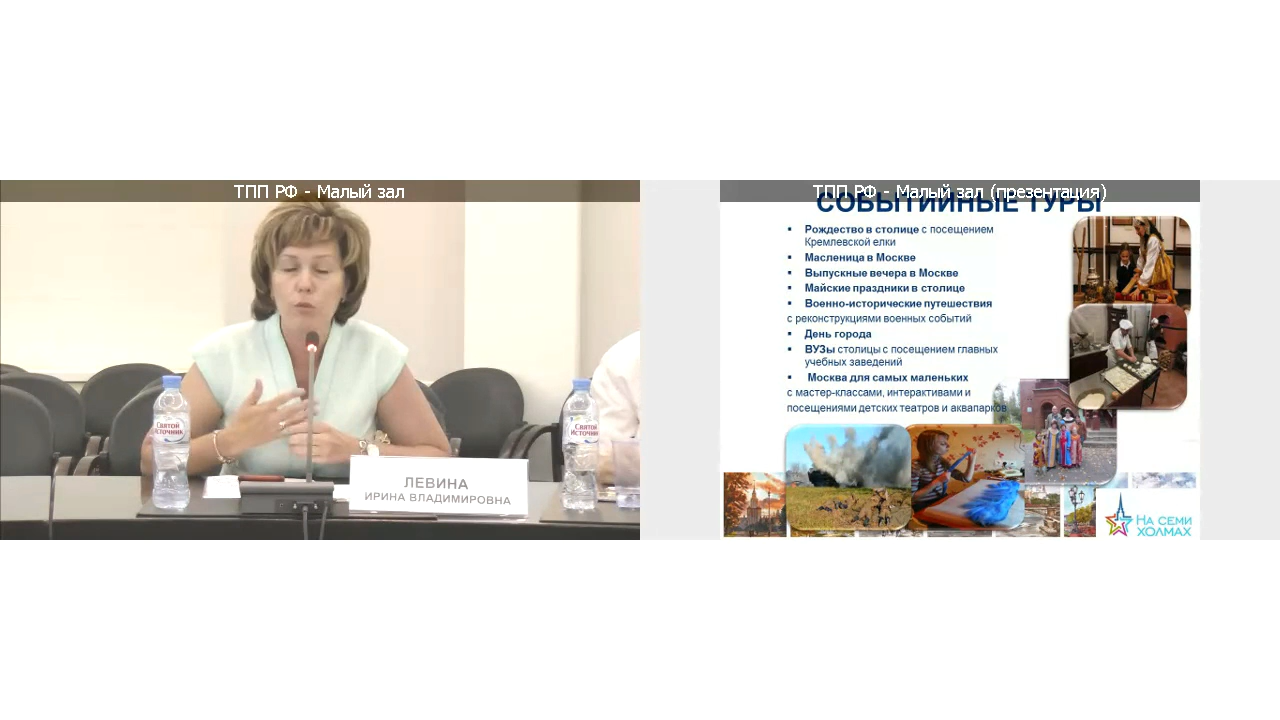 ТПП РФ - Малый зал
Святой
Источник
Святой
Источник
ЛЕВИНА
ИРИНА ВЛАДИМИРОВНА
ТПП РФ - Малый зал (презентация)
СОБЫТИЙНЫЕ ТУРЫ
▪ Рождество в столице с посещением
Кремлевской елки
▪ Масленица в Москве
▪ Выпускные вечера в Москве
▪ Майские праздники в столице
▪ Военно-исторические путешествия
с реконструкциями военных событий
▪ День города
▪ ВУЗы столицы с посещением главных
учебных заведений
▪ Москва для самых маленьких
с мастер-классами, интерактивами и
посещениями детских театров и аквапарков
НА СЕМИ
ХОЛМАХ